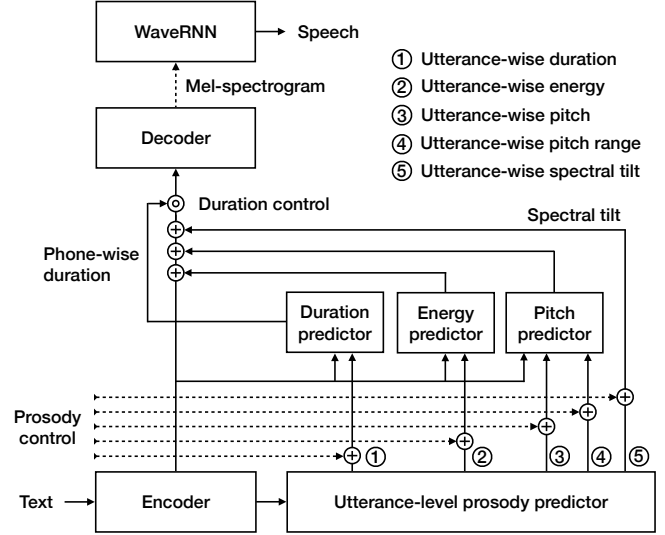 WaveRNN
Speech
Mel-spectrogram
Decoder
① Utterance-wise duration
② Utterance-wise energy
③ Utterance-wise pitch
④ Utterance-wise pitch range
⑤ Utterance-wise spectral tilt
Duration control
Spectral tilt
Phone-wise
duration
Duration
predictor
Energy
predictor
Pitch
predictor
Prosody
control
① ② ③ ④ ⑤
Text
Encoder
Utterance-level prosody predictor